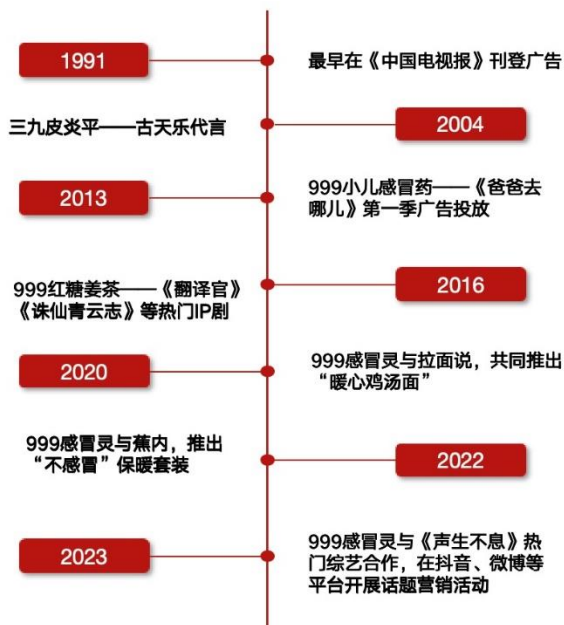 1991
最早在《中国电视报》刊登广告
三九皮炎平——古天乐代言
2004
2013
999小儿感冒药——《爸爸去
哪儿》第一季广告投放
999红糖姜茶——《翻译官》
《诛仙青云志》等热门IP剧
2016
2020
999感冒灵与拉面说，共同推出
“暖心鸡汤面”
999感冒灵与蕉内，推出
“不感冒”保暖套装
2022
2023
999感冒灵与《声生不息》热
门综艺合作，在抖音、微博等
平台开展话题营销活动